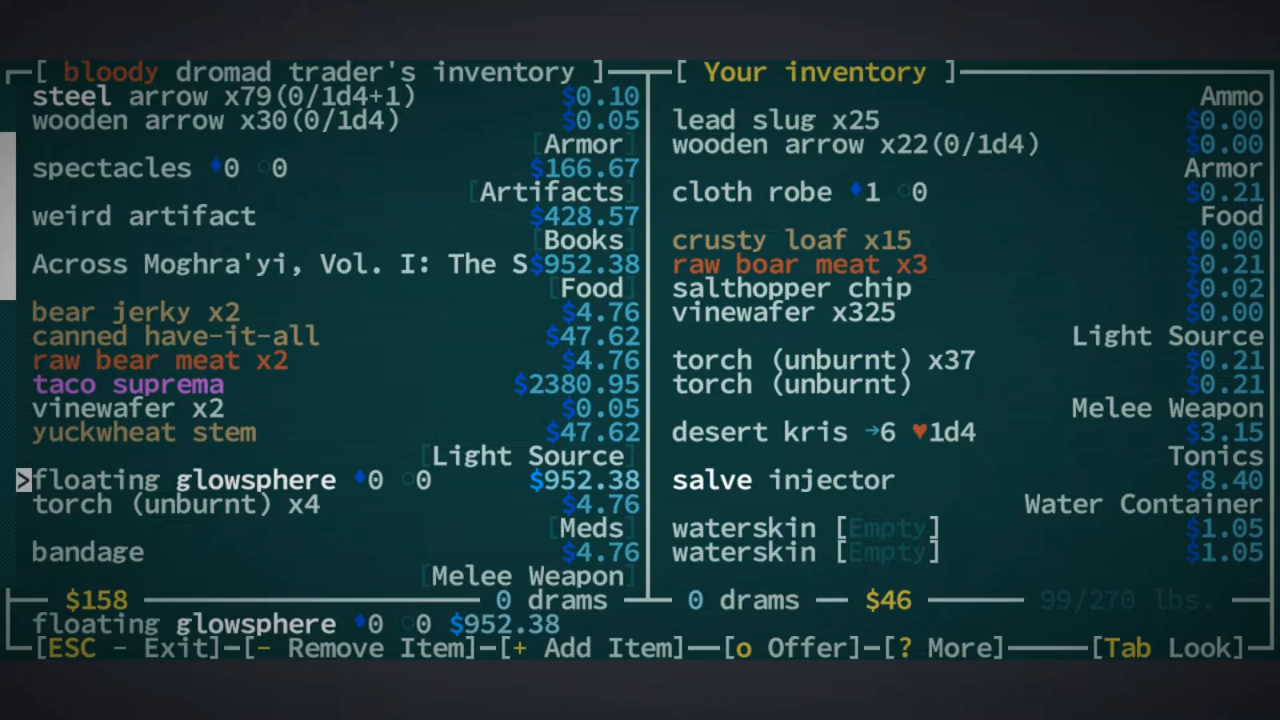 [ bloody dromad trader's inventory ]
steel arrow x79(0/1d4+1) $0.10
wooden arrow x30(0/1d4) $0.05
[Armor]
spectacles ♦0 ○0 $166.67
[Artifacts]
weird artifact $428.57
[Books]
Across Moghra'yi, Vol. I: The S$952.38
[Food]
bear jerky x2 $4.76
canned have-it-all $47.62
raw bear meat x2 $4.76
taco suprema $2380.95
vinewafer x2 $0.05
yuckwheat stem $47.62
[Light Source]
>floating glowsphere ♦0 ○0 $952.38
torch (unburnt) x4 $4.76
[Meds]
bandage $4.76
[Melee Weapon]
$158 0 drams
[ Your inventory ]
Ammo
lead slug x25 $0.00
wooden arrow x22(0/1d4) $0.00
Armor
cloth robe ♦1 ○0 $0.21
Food
crusty loaf x15 $0.00
raw boar meat x3 $0.21
salthopper chip $0.02
vinewafer x325 $0.00
Light Source
torch (unburnt) x37 $0.21
torch (unburnt) $0.21
Melee Weapon
desert kris →6 ♥1d4 $3.15
Tonics
salve injector $8.40
Water Container
waterskin [Empty] $1.05
waterskin [Empty] $1.05
0 drams $46 99/270 lbs.
floating glowsphere ♦0 ○0 $952.38
[ESC - Exit] [- Remove Item] [+ Add Item] [o Offer] [? More] [Tab Look]